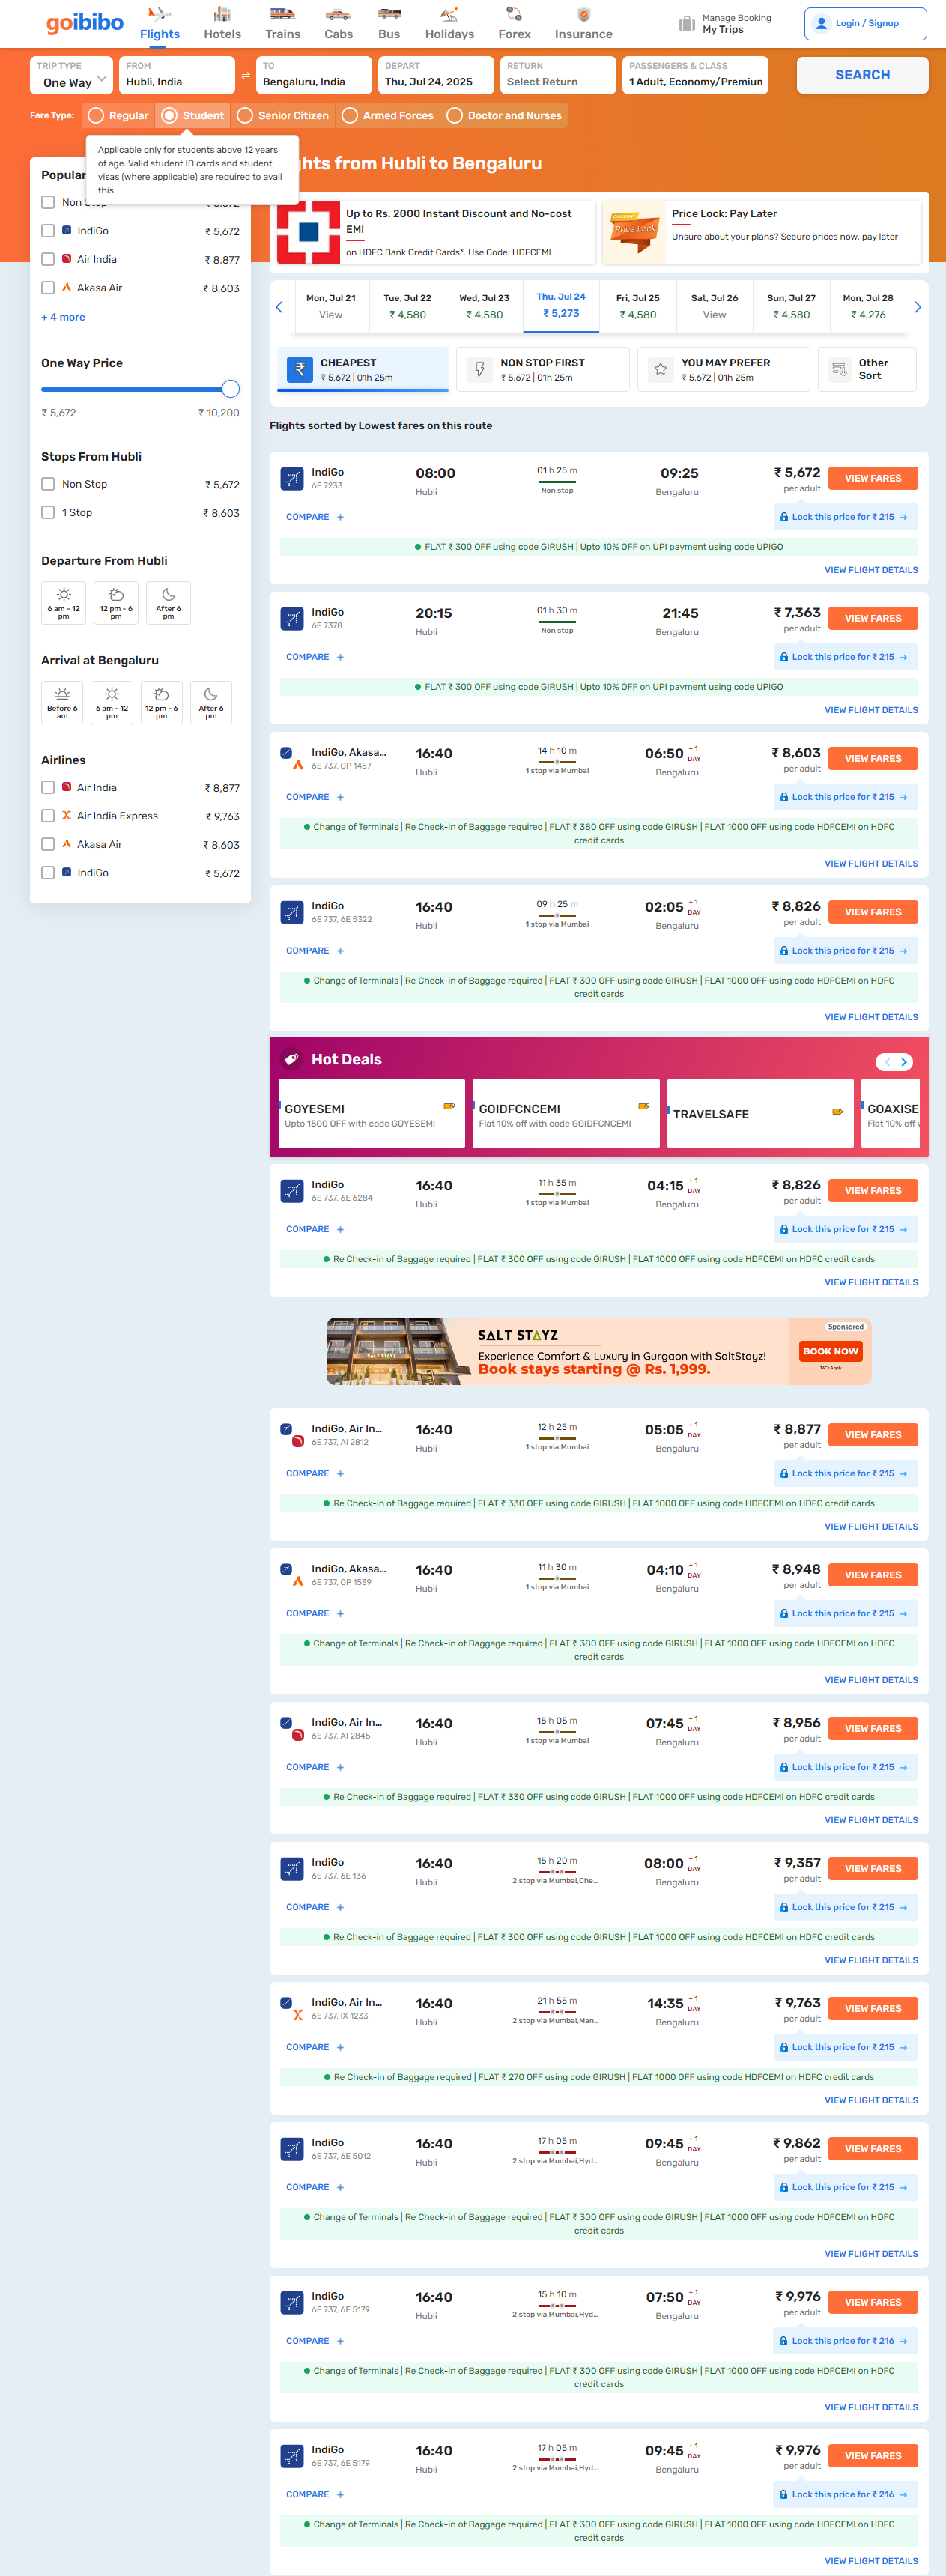 goibibo
Flights
Hotels
Trains
Cabs
Bus
Holidays
Forex
Insurance
Manage Booking
My Trips
Login / Signup
TRIP TYPE
One Way
FROM
Hubli, India
TO
Bengaluru, India
DEPART
Thu, Jul 24, 2025
RETURN
Select Return
PASSENGERS & CLASS
1 Adult, Economy/Premiun
SEARCH
Fare Type:
Regular
Student
Senior Citizen
Armed Forces
Doctor and Nurses
Applicable only for students above 12 years
of age. Valid student ID cards and student
visas (where applicable) are required to avail
this.
ghts from Hubli to Bengaluru
Popular
Non
IndiGo ₹ 5,672
Air India ₹ 8,877
Akasa Air ₹ 8,603
+ 4 more
One Way Price
₹ 5,672 ₹ 10,200
Stops From Hubli
Non Stop ₹ 5,672
1 Stop ₹ 8,603
Departure From Hubli
6 am - 12
pm
12 pm - 6
pm
After 6
pm
Arrival at Bengaluru
Before 6
am
6 am - 12
pm
12 pm - 6
pm
After 6
pm
Airlines
Air India ₹ 8,877
Air India Express ₹ 9,763
Akasa Air ₹ 8,603
IndiGo ₹ 5,672
Up to Rs. 2000 Instant Discount and No-cost
EMI
on HDFC Bank Credit Cards*. Use Code: HDFCEMI
Price Lock
Price Lock: Pay Later
Unsure about your plans? Secure prices now, pay later
Mon, Jul 21
View
Tue, Jul 22
₹ 4,580
Wed, Jul 23
₹ 4,580
Thu, Jul 24
₹ 5,273
Fri, Jul 25
₹ 4,580
Sat, Jul 26
View
Sun, Jul 27
₹ 4,580
Mon, Jul 28
₹ 4,276
CHEAPEST
₹ 5,672 | 01h 25m
NON STOP FIRST
₹ 5,672 | 01h 25m
YOU MAY PREFER
₹ 5,672 | 01h 25m
Other
Sort
Flights sorted by Lowest fares on this route
IndiGo
6E 7233
08:00
Hubli
01 h 25 m
Non stop
09:25
Bengaluru
₹ 5,672
per adult
VIEW FARES
COMPARE +
Lock this price for ₹ 215 →
FLAT ₹ 300 OFF using code GIRUSH | Upto 10% OFF on UPI payment using code UPIGO
VIEW FLIGHT DETAILS
IndiGo
6E 7378
20:15
Hubli
01 h 30 m
Non stop
21:45
Bengaluru
₹ 7,363
per adult
VIEW FARES
COMPARE +
Lock this price for ₹ 215 →
FLAT ₹ 300 OFF using code GIRUSH | Upto 10% OFF on UPI payment using code UPIGO
VIEW FLIGHT DETAILS
IndiGo, Akasa...
6E 737, QP 1457
16:40
Hubli
14 h 10 m
1 stop via Mumbai
06:50 +1
DAY
Bengaluru
₹ 8,603
per adult
VIEW FARES
COMPARE +
Lock this price for ₹ 215 →
Change of Terminals | Re Check-in of Baggage required | FLAT ₹ 380 OFF using code GIRUSH | FLAT 1000 OFF using code HDFCEMI on HDFC
credit cards
VIEW FLIGHT DETAILS
IndiGo
6E 737, 6E 5322
16:40
Hubli
09 h 25 m
1 stop via Mumbai
02:05 +1
DAY
Bengaluru
₹ 8,826
per adult
VIEW FARES
COMPARE +
Lock this price for ₹ 215 →
Change of Terminals | Re Check-in of Baggage required | FLAT ₹ 300 OFF using code GIRUSH | FLAT 1000 OFF using code HDFCEMI on HDFC
credit cards
VIEW FLIGHT DETAILS
Hot Deals
GOYESEMI
Upto 1500 OFF with code GOYESEMI
GOIDFCNCEMI
Flat 10% off with code GOIDFCNCEMI
TRAVELSAFE
GOAXISE
Flat 10% off
IndiGo
6E 737, 6E 6284
16:40
Hubli
11 h 35 m
1 stop via Mumbai
04:15 +1
DAY
Bengaluru
₹ 8,826
per adult
VIEW FARES
COMPARE +
Lock this price for ₹ 215 →
Re Check-in of Baggage required | FLAT ₹ 300 OFF using code GIRUSH | FLAT 1000 OFF using code HDFCEMI on HDFC credit cards
VIEW FLIGHT DETAILS
SALT STAYZ
SALT STAYZ
Experience Comfort & Luxury in Gurgaon with SaltStayz!
Book stays starting @ Rs. 1,999.
Sponsored
BOOK NOW
T&Cs Apply
IndiGo, Air In...
6E 737, AI 2812
16:40
Hubli
12 h 25 m
1 stop via Mumbai
05:05 +1
DAY
Bengaluru
₹ 8,877
per adult
VIEW FARES
COMPARE +
Lock this price for ₹ 215 →
Re Check-in of Baggage required | FLAT ₹ 330 OFF using code GIRUSH | FLAT 1000 OFF using code HDFCEMI on HDFC credit cards
VIEW FLIGHT DETAILS
IndiGo, Akasa...
6E 737, QP 1539
16:40
Hubli
11 h 30 m
1 stop via Mumbai
04:10 +1
DAY
Bengaluru
₹ 8,948
per adult
VIEW FARES
COMPARE +
Lock this price for ₹ 215 →
Change of Terminals | Re Check-in of Baggage required | FLAT ₹ 380 OFF using code GIRUSH | FLAT 1000 OFF using code HDFCEMI on HDFC
credit cards
VIEW FLIGHT DETAILS
IndiGo, Air In...
6E 737, AI 2845
16:40
Hubli
15 h 05 m
1 stop via Mumbai
07:45 +1
DAY
Bengaluru
₹ 8,956
per adult
VIEW FARES
COMPARE +
Lock this price for ₹ 215 →
Re Check-in of Baggage required | FLAT ₹ 330 OFF using code GIRUSH | FLAT 1000 OFF using code HDFCEMI on HDFC credit cards
VIEW FLIGHT DETAILS
IndiGo
6E 737, 6E 136
16:40
Hubli
15 h 20 m
2 stop via Mumbai,Che...
08:00 +1
DAY
Bengaluru
₹ 9,357
per adult
VIEW FARES
COMPARE +
Lock this price for ₹ 215 →
Re Check-in of Baggage required | FLAT ₹ 300 OFF using code GIRUSH | FLAT 1000 OFF using code HDFCEMI on HDFC credit cards
VIEW FLIGHT DETAILS
IndiGo, Air In...
6E 737, IX 1233
16:40
Hubli
21 h 55 m
2 stop via Mumbai,Man...
14:35 +1
DAY
Bengaluru
₹ 9,763
per adult
VIEW FARES
COMPARE +
Lock this price for ₹ 215 →
Re Check-in of Baggage required | FLAT ₹ 270 OFF using code GIRUSH | FLAT 1000 OFF using code HDFCEMI on HDFC credit cards
VIEW FLIGHT DETAILS
IndiGo
6E 737, 6E 5012
16:40
Hubli
17 h 05 m
2 stop via Mumbai,Hyd...
09:45 +1
DAY
Bengaluru
₹ 9,862
per adult
VIEW FARES
COMPARE +
Lock this price for ₹ 215 →
Change of Terminals | Re Check-in of Baggage required | FLAT ₹ 300 OFF using code GIRUSH | FLAT 1000 OFF using code HDFCEMI on HDFC
credit cards
VIEW FLIGHT DETAILS
IndiGo
6E 737, 6E 5179
16:40
Hubli
15 h 10 m
2 stop via Mumbai,Hyd...
07:50 +1
DAY
Bengaluru
₹ 9,976
per adult
VIEW FARES
COMPARE +
Lock this price for ₹ 216 →
Change of Terminals | Re Check-in of Baggage required | FLAT ₹ 300 OFF using code GIRUSH | FLAT 1000 OFF using code HDFCEMI on HDFC
credit cards
VIEW FLIGHT DETAILS
IndiGo
6E 737, 6E 5179
16:40
Hubli
17 h 05 m
2 stop via Mumbai,Hyd...
09:45 +1
DAY
Bengaluru
₹ 9,976
per adult
VIEW FARES
COMPARE +
Lock this price for ₹ 216 →
Change of Terminals | Re Check-in of Baggage required | FLAT ₹ 300 OFF using code GIRUSH | FLAT 1000 OFF using code HDFCEMI on HDFC
credit cards
VIEW FLIGHT DETAILS